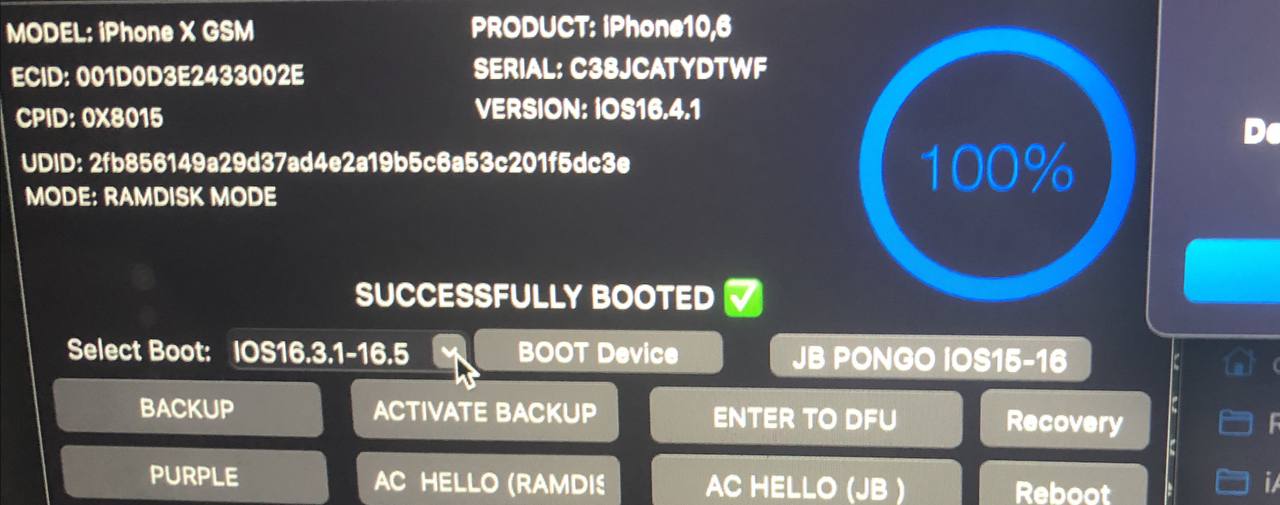 MODEL: iPhone X GSM
PRODUCT: iPhone10,6
ECID: 001D0D3E2433002E
SERIAL: C38JCATYDTWF
CPID: 0X8015
VERSION: iOS16.4.1
UDID: 2fb856149a29d37ad4e2a19b5c6a53c201f5dc3e
MODE: RAMDISK MODE
100%
SUCCESSFULLY BOOTED
Select Boot: IOS16.3.1-16.5 BOOT Device JB PONGO iOS15-16
BACKUP ACTIVATE BACKUP ENTER TO DFU Recovery
PURPLE AC HELLO (RAMDIS AC HELLO (JB ) Reboot